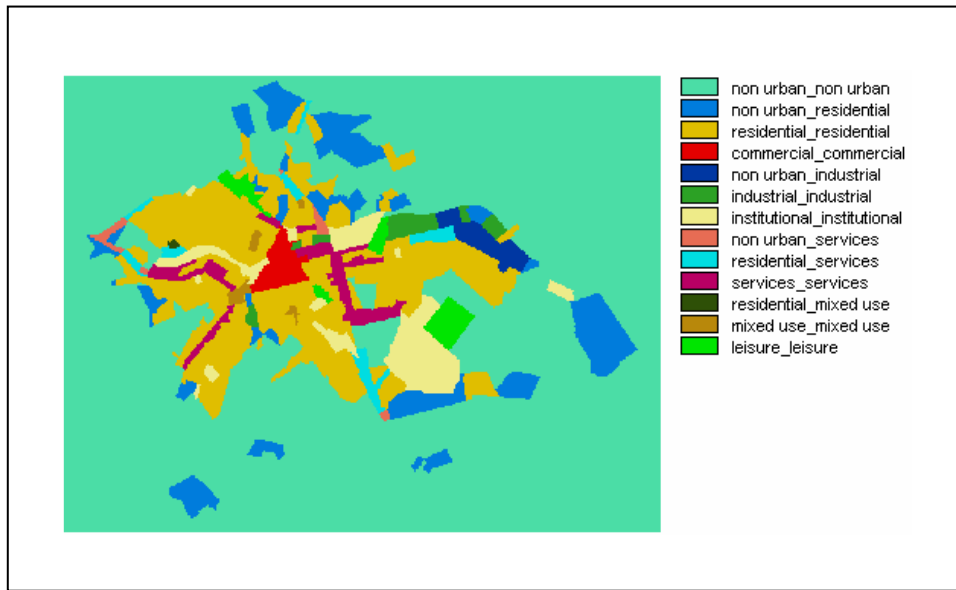 non urban_non urban
non urban_residential
residential_residential
commercial_commercial
non urban_industrial
industrial_industrial
institutional_institutional
non urban_services
residential_services
services_services
residential_mixed use
mixed use_mixed use
leisure_leisure